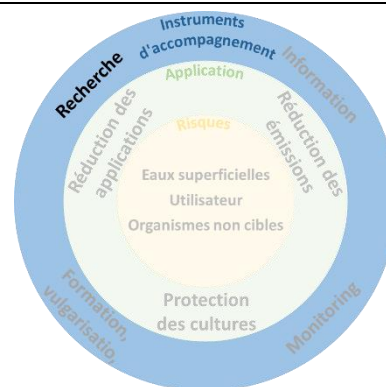 Instruments
d'accompagnement
Recherche
Information
Application
Réduction des
applications
Réduction des
émissions
Risques
Eaux superficielles
Utilisateur
Organismes non cibles
Protection
des cultures
Formation,
vulgarisatio,
Monitoring